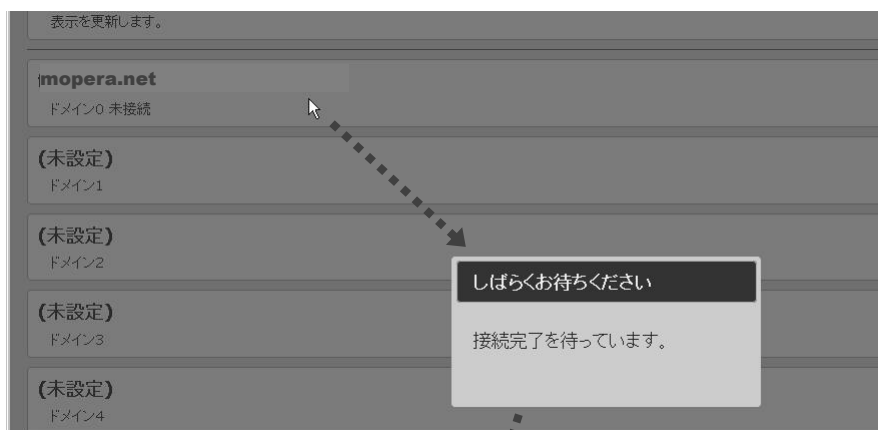 表示を更新します。
mopera.net
ドメイン0 未接続
(未設定)
ドメイン1
(未設定)
ドメイン2
(未設定)
ドメイン3
(未設定)
ドメイン4
しばらくお待ちください
接続完了を待っています。